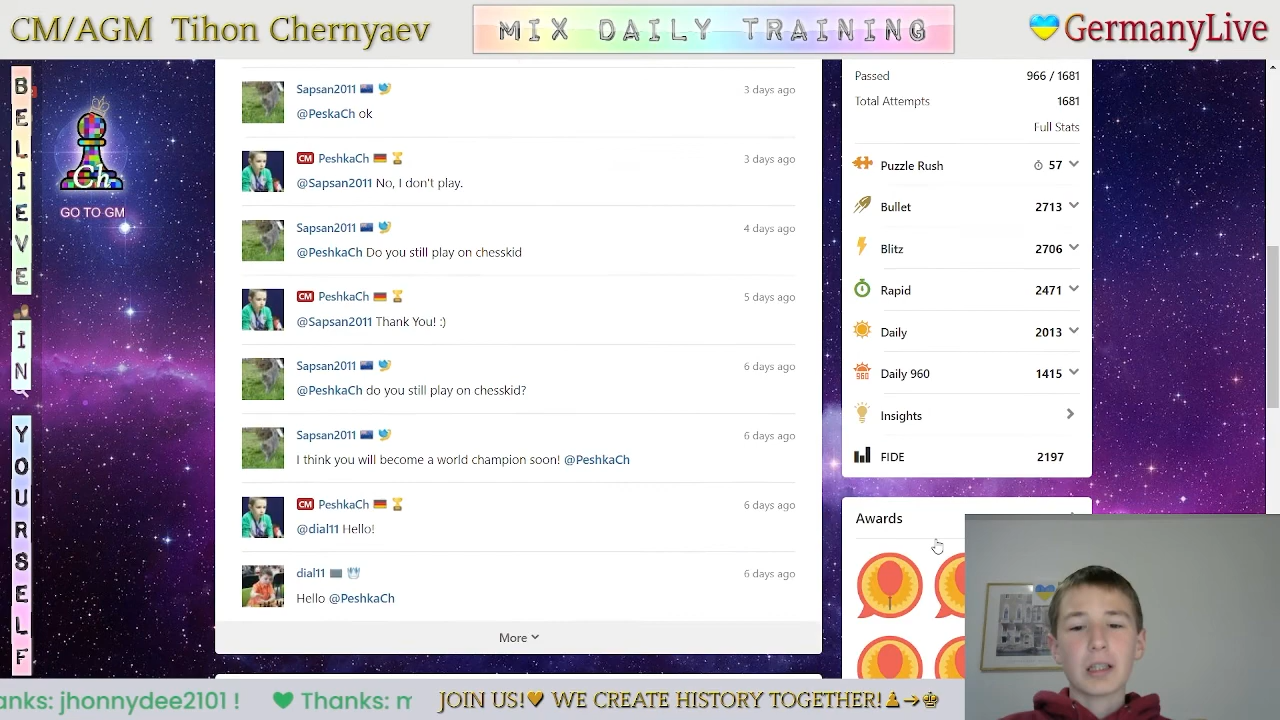 CM/AGM Tihon Chernyaev
MIX DAILY TRAINING
GermanyLive
BELIEVE
IN
YOURSELF
Ch
GO TO GM
Sapsan2011
3 days ago
@PeskaCh ok
CM PeshkaCh
3 days ago
@Sapsan2011 No, I don't play.
Sapsan2011
4 days ago
@PeshkaCh Do you still play on chesskid
CM PeshkaCh
5 days ago
@Sapsan2011 Thank You! :)
Sapsan2011
6 days ago
@PeshkaCh do you still play on chesskid?
Sapsan2011
6 days ago
I think you will become a world champion soon! @PeshkaCh
CM PeshkaCh
6 days ago
@dial11 Hello!
dial11
6 days ago
Hello @PeshkaCh
More
Passed 966 / 1681
Total Attempts 1681
Full Stats
Puzzle Rush 57
Bullet 2713
Blitz 2706
Rapid 2471
Daily 2013
960
Daily 960 1415
Insights
FIDE 2197
Awards
anks: jhonnydee2101 ! Thanks: m
JOIN US! WE CREATE HISTORY TOGETHER!